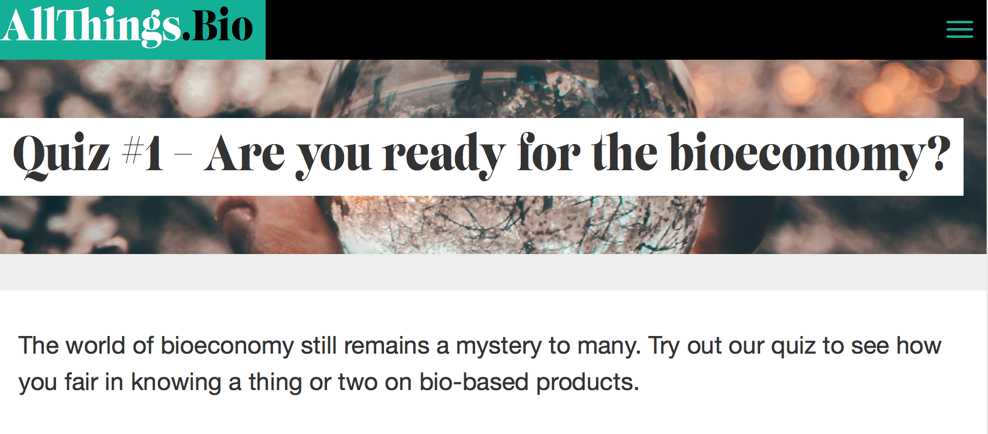 AllThings.Bio
Quiz #1 – Are you ready for the bioeconomy?
The world of bioeconomy still remains a mystery to many. Try out our quiz to see how
you fair in knowing a thing or two on bio-based products.